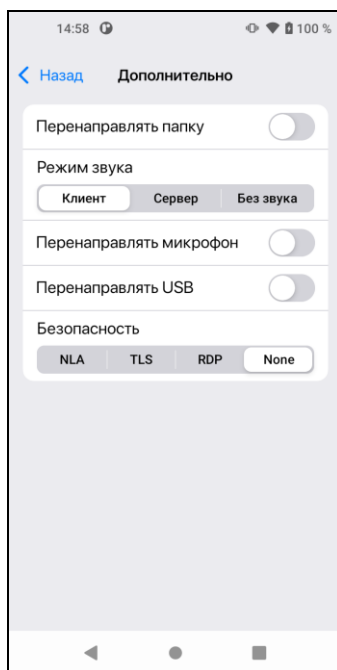 14:58 100 %
Назад Дополнительно
Перенаправлять папку
Режим звука
Клиент Сервер Без звука
Перенаправлять микрофон
Перенаправлять USB
Безопасность
NLA TLS RDP None